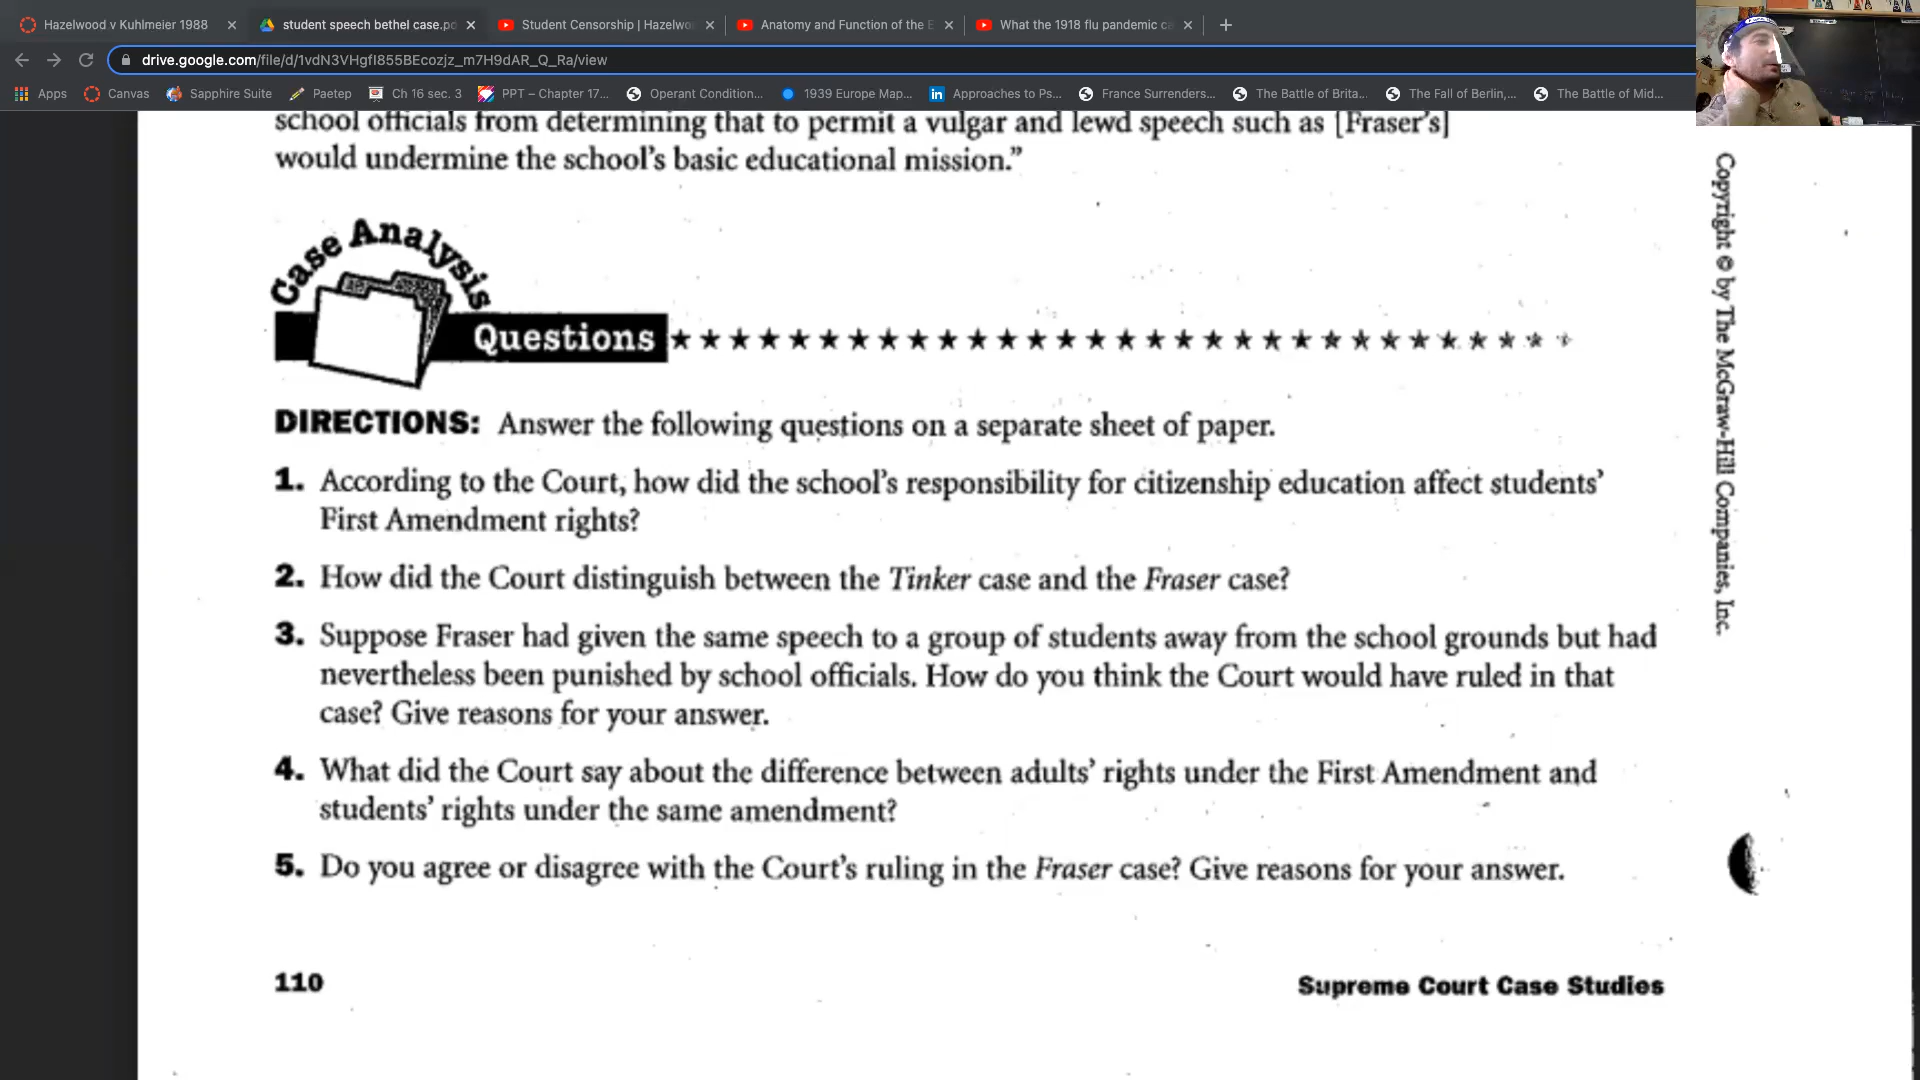 Hazelwood v Kuhlmeier 1988
student speech bethel case.pd
Student Censorship | Hazelwo
Anatomy and Function of the E
What the 1918 flu pandemic ca
drive.google.com/file/d/1vdN3VHgfI855BEcozjz_m7H9dAR_Q_Ra/view
Apps Canvas Sapphire Suite Paetep Ch 16 sec. 3 PPT – Chapter 17... Operant Condition... 1939 Europe Map... Approaches to Ps... France Surrenders... The Battle of Brita... The Fall of Berlin,... The Battle of Mid...
school officials from determining that to permit a vulgar and lewd speech such as [Fraser's]
would undermine the school's basic educational mission.”
Case Analysis
Questions
DIRECTIONS: Answer the following questions on a separate sheet of paper.
1. According to the Court, how did the school's responsibility for citizenship education affect students'
First Amendment rights?
2. How did the Court distinguish between the Tinker case and the Fraser case?
3. Suppose Fraser had given the same speech to a group of students away from the school grounds but had
nevertheless been punished by school officials. How do you think the Court would have ruled in that
case? Give reasons for your answer.
4. What did the Court say about the difference between adults' rights under the First Amendment and
students' rights under the same amendment?
5. Do you agree or disagree with the Court's ruling in the Fraser case? Give reasons for your answer.
110
Supreme Court Case Studies
Copyright © by The McGraw-Hill Companies, Inc.